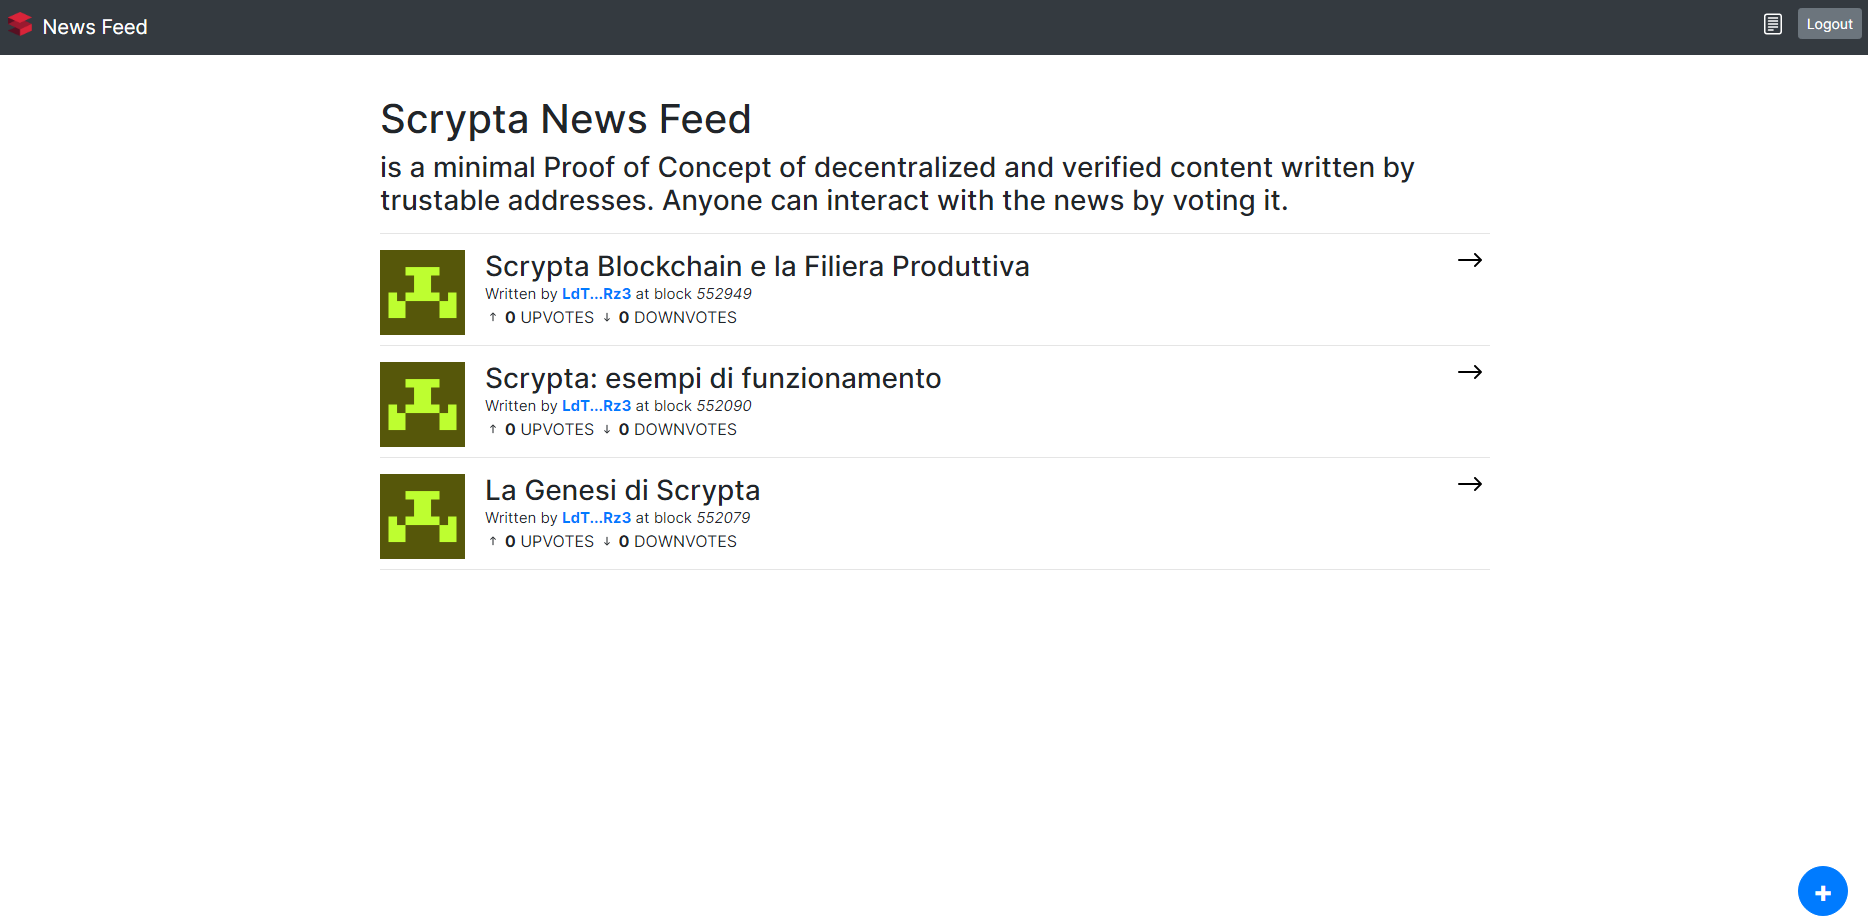 News Feed
Logout
Scrypta News Feed
is a minimal Proof of Concept of decentralized and verified content written by
trustable addresses. Anyone can interact with the news by voting it.
Scrypta Blockchain e la Filiera Produttiva
Written by LdT...Rz3 at block 552949
↑ 0 UPVOTES ↓ 0 DOWNVOTES
Scrypta: esempi di funzionamento
Written by LdT...Rz3 at block 552090
↑ 0 UPVOTES ↓ 0 DOWNVOTES
La Genesi di Scrypta
Written by LdT...Rz3 at block 552079
↑ 0 UPVOTES ↓ 0 DOWNVOTES
+